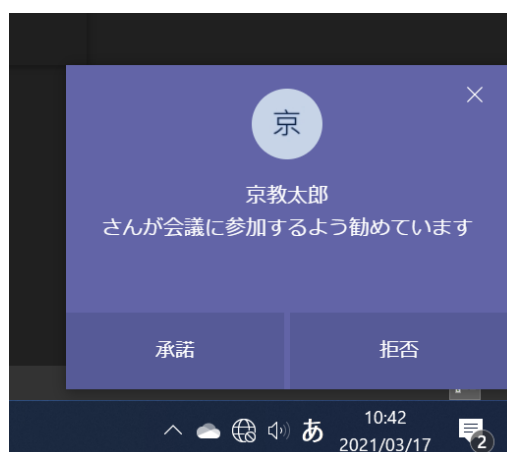 京
京教太郎
さんが会議に参加するよう勧めています
承諾
拒否
あ
10:42
2021/03/17
2